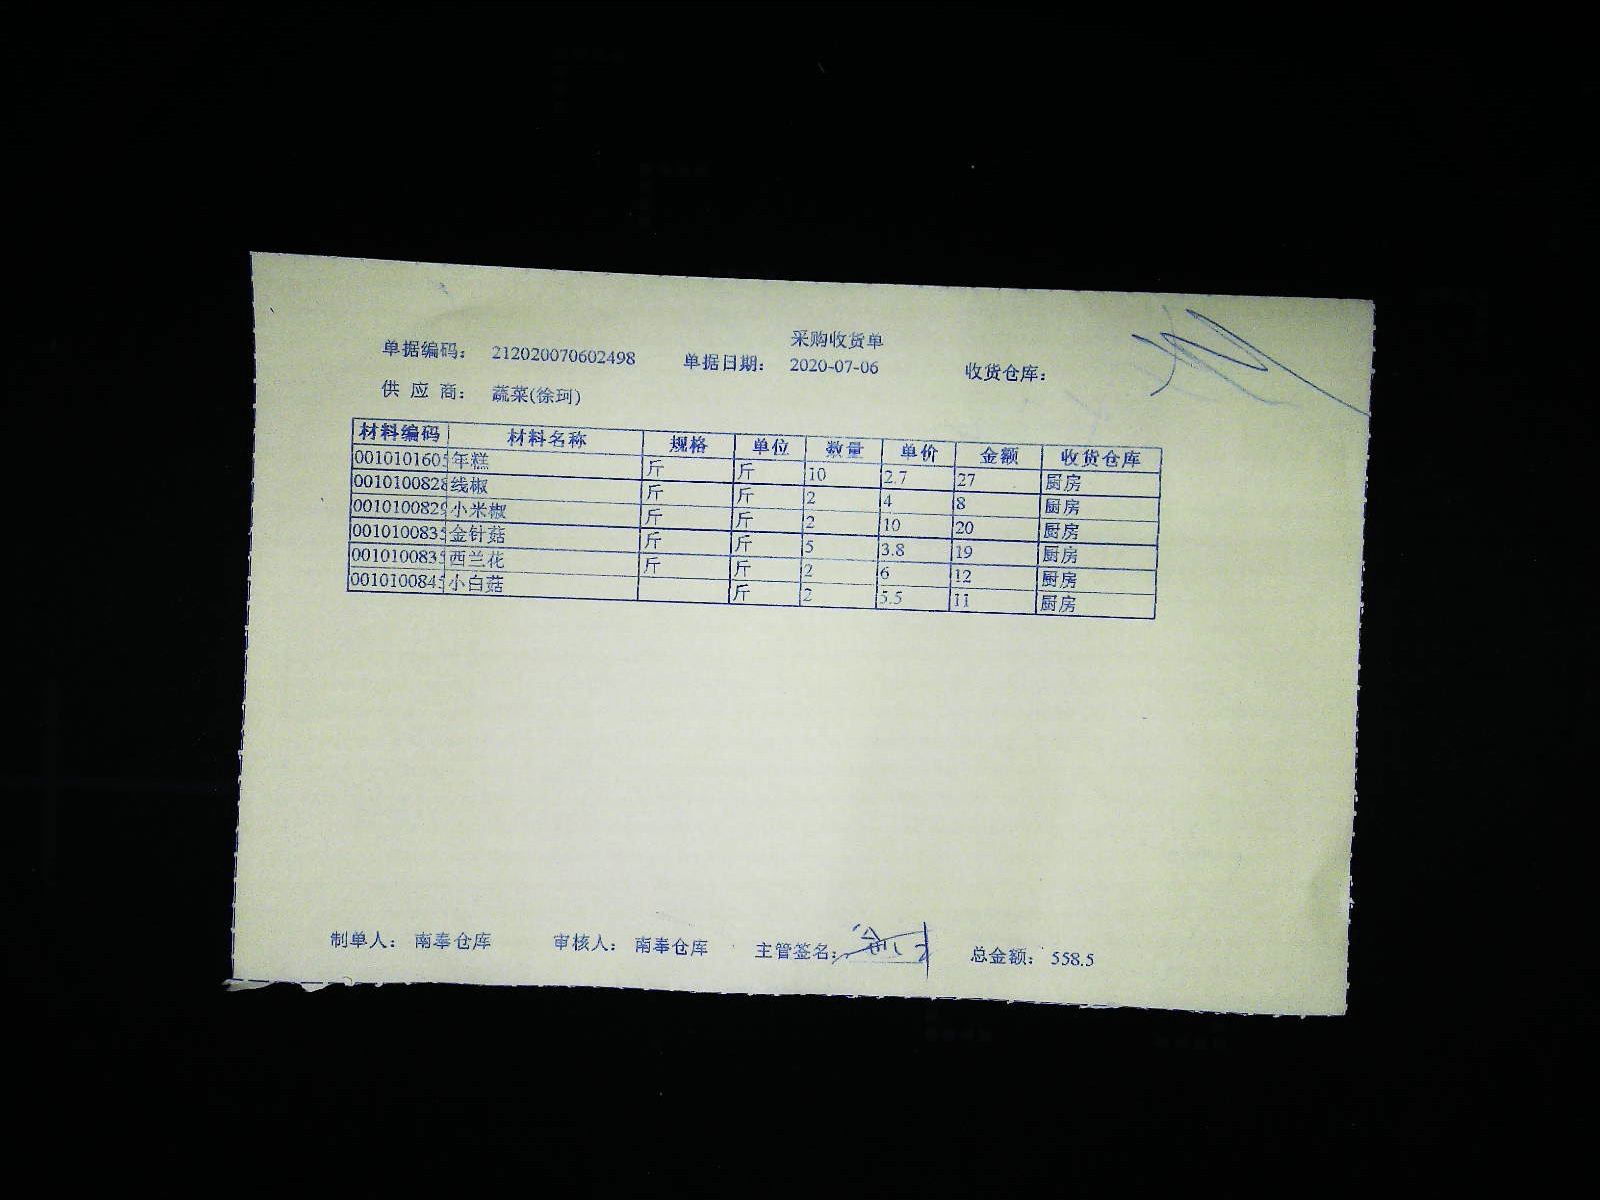 采购收货单
单据编码： 212020070602498 单据日期： 2020-07-06 收货仓库：
供 应 商： 蔬菜(徐珂)
材料编码 材料名称 规格 单位 数量 单价 金额 收货仓库
0010101605 年糕 斤 斤 10 2.7 27 厨房
0010100828 线椒 斤 斤 2 4 8 厨房
0010100829 小米椒 斤 斤 2 10 20 厨房
001010083 金针菇 斤 斤 5 3.8 19 厨房
001010083 西兰花 斤 斤 2 6 12 厨房
001010084 小白菇 斤 2 5.5 11 厨房
制单人： 南奉仓库 审核人： 南奉仓库 主管签名： 总金额： 558.5